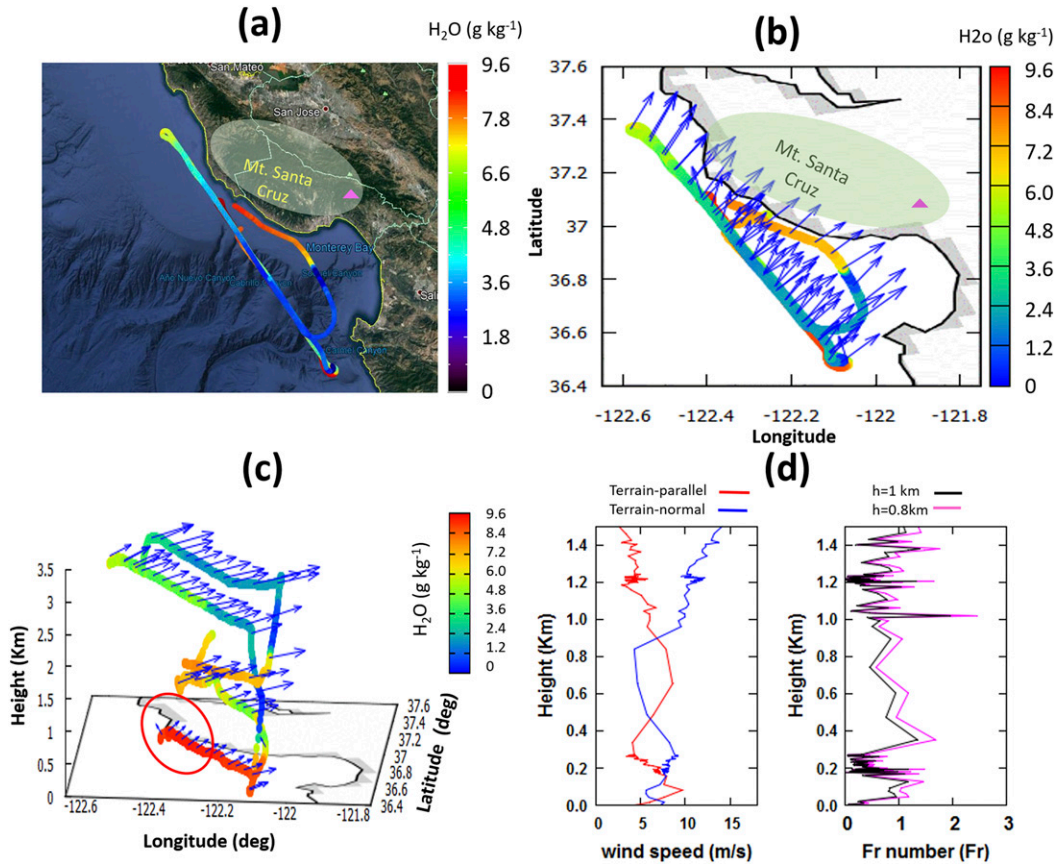 (a)
H₂O (g kg⁻¹)
San Mateo
San Jose
Mt. Santa
Cruz
Monterey Bay
Año Nuevo Canyon
9.6
8.4
7.2
6.0
4.8
3.6
2.4
1.8
0
(b)
H2o (g kg⁻¹)
Latitude
37.6
37.4
37.2
37
36.8
36.6
36.4
Mt. Santa
Cruz
-122.6 -122.4 -122.2 -122 -121.8
Longitude
9.6
8.4
7.2
6.0
4.8
3.6
2.4
1.2
0
(c)
Height (Km)
3.5
3
2.5
2
1.5
1
0.5
0
-122.6 -122.4 -122.2 -122 -121.8
Longitude (deg)
37.6
37.4
37.2
37
36.8
36.6
36.4
Latitude (deg)
H₂O (g kg⁻¹)
9.6
8.4
7.2
6.0
4.8
3.6
2.4
1.2
0
(d)
Terrain-parallel
Terrain-normal
Height (Km)
1.4
1.2
1.0
0.8
0.6
0.4
0.2
0.0
0 5 10 15
wind speed (m/s)
h=1 km
h=0.8km
Height (Km)
1.4
1.2
1.0
0.8
0.6
0.4
0.2
0.0
0 1 2 3
Fr number (Fr)